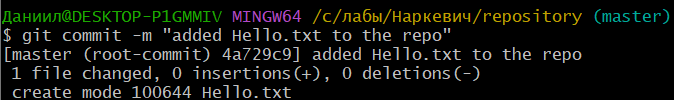 Даниил@DESKTOP-P1GMMIV MINGW64 /c/лабы/Наркевич/repository (master)
$ git commit -m "added Hello.txt to the repo"
[master (root-commit) 4a729c9] added Hello.txt to the repo
 1 file changed, 0 insertions(+), 0 deletions(-)
 create mode 100644 Hello.txt